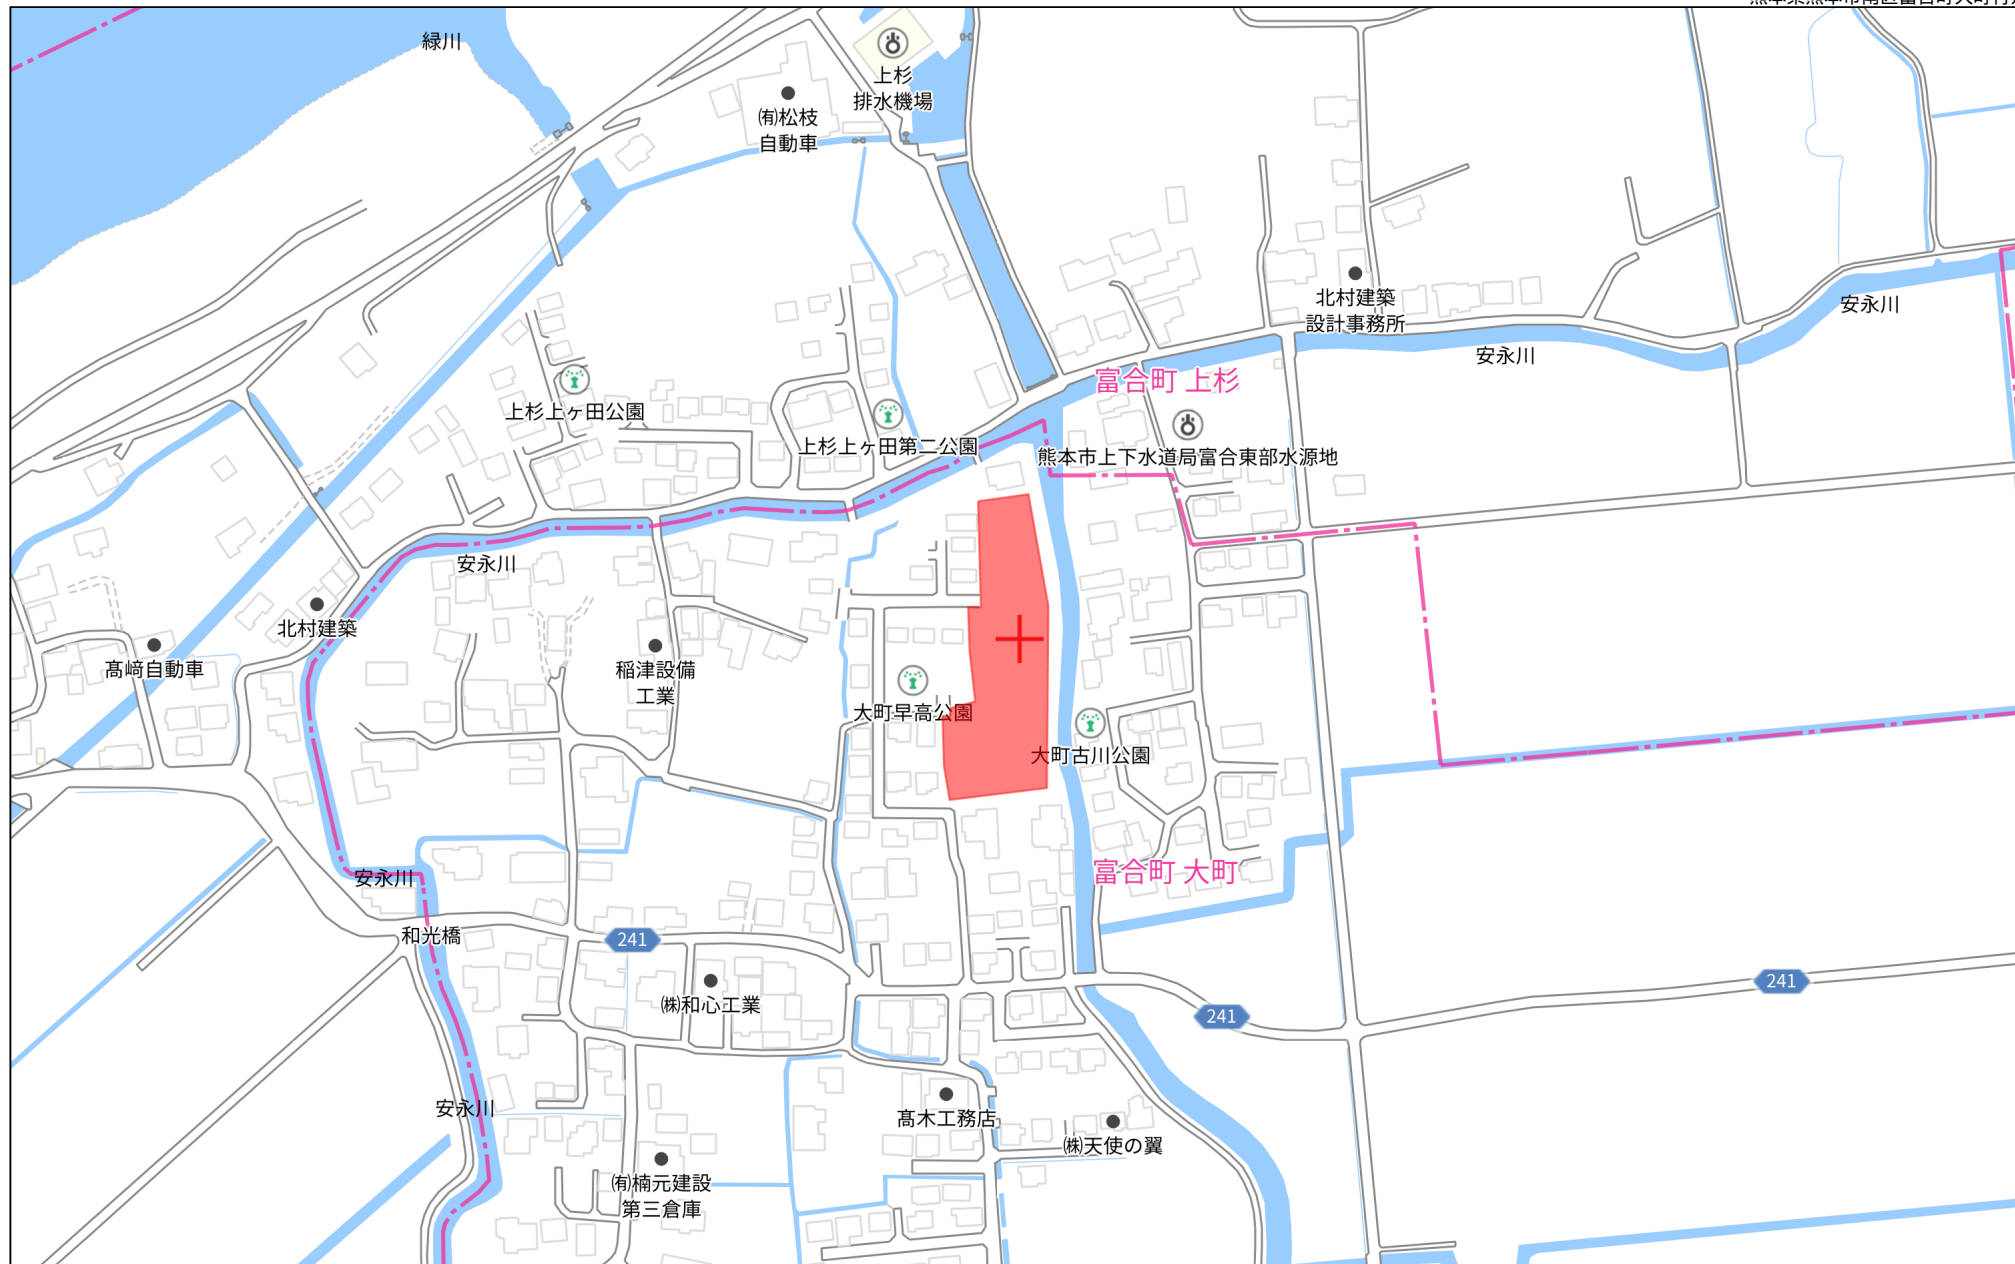 緑川
上杉
排水機場
㈲松枝
自動車
北村建築
設計事務所
安永川
安永川
富合町 上杉
上杉上ヶ田公園
上杉上ヶ田第二公園
熊本市上下水道局富合東部水源地
安永川
北村建築
髙﨑自動車
稲津設備
工業
大町早高公園
大町古川公園
富合町 大町
安永川
和光橋
241
241
241
㈱和心工業
安永川
髙木工務店
㈱天使の翼
㈲楠元建設
第三倉庫